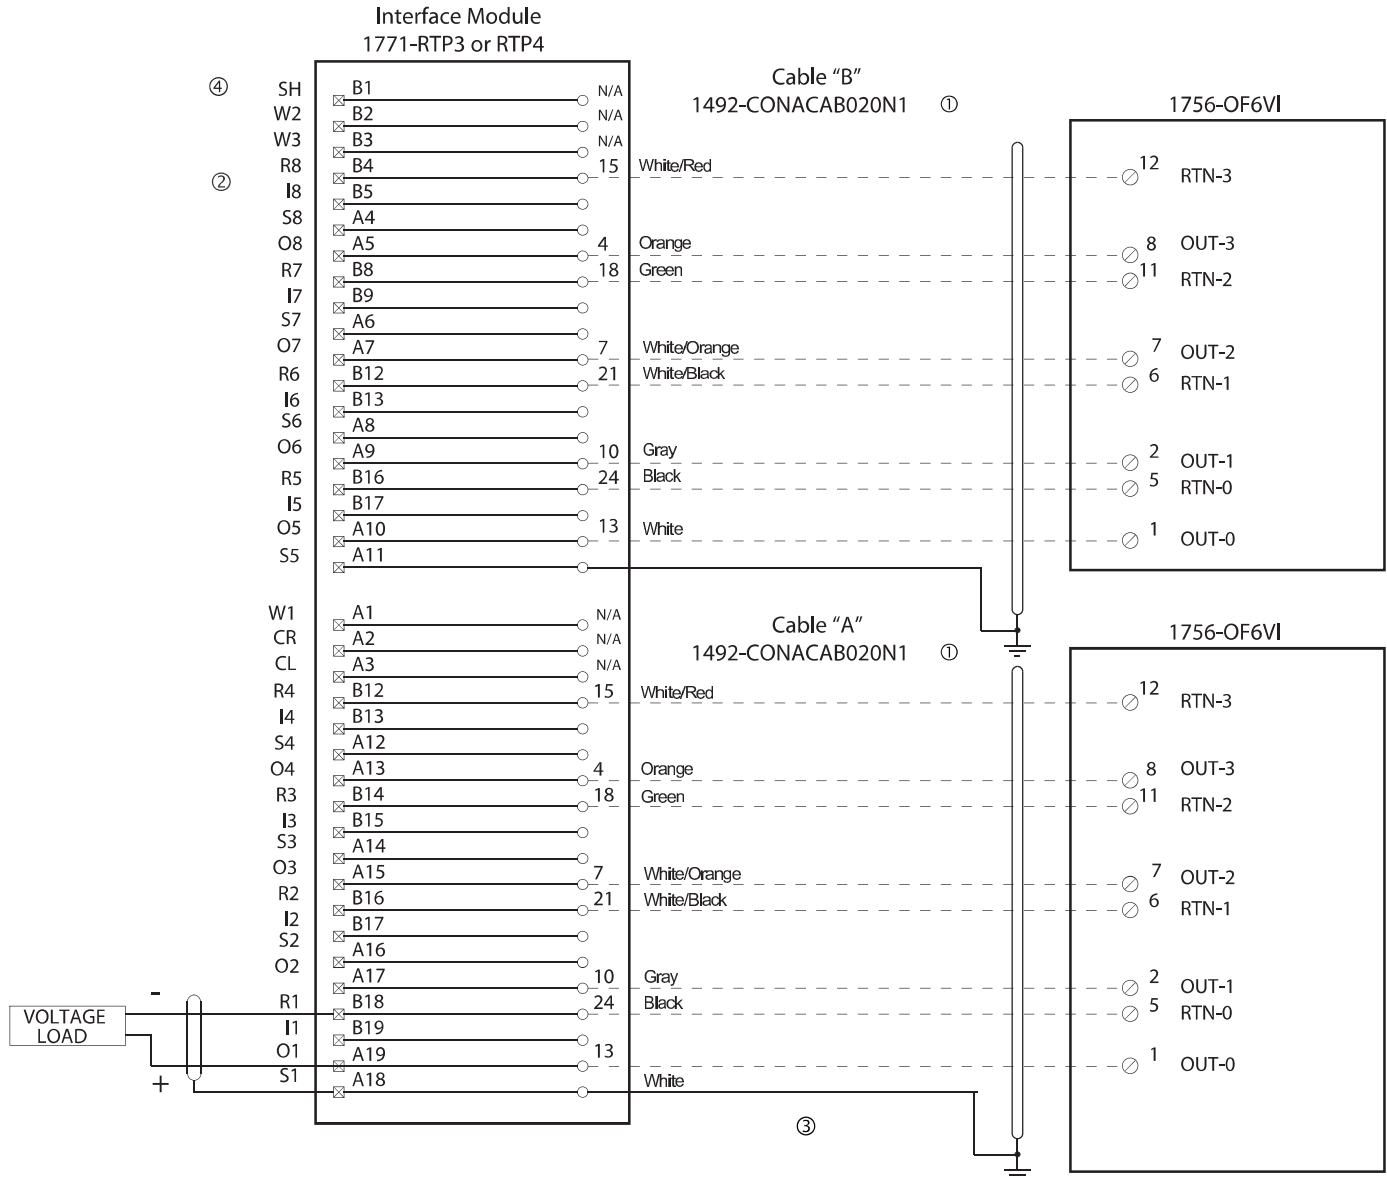 Interface Module
1771-RTP3 or RTP4
Cable “B”
④ SH B1 N/A 1492-CONACAB020N1 ① 1756-OF6VI
W2 B2 N/A
W3 B3 N/A
R8 B4 15 White/Red 12 RTN-3
② I8 B5
S8 A4
O8 A5 4 Orange 8 OUT-3
R7 B8 18 Green 11 RTN-2
I7 B9
S7 A6
O7 A7 7 White/Orange 7 OUT-2
R6 B12 21 White/Black 6 RTN-1
I6 B13
S6 A8
O6 A9 10 Gray 2 OUT-1
R5 B16 24 Black 5 RTN-0
I5 B17
O5 A10 13 White 1 OUT-0
S5 A11
W1 A1 N/A Cable “A” 1756-OF6VI
CR A2 N/A 1492-CONACAB020N1 ①
CL A3 N/A
R4 B12 15 White/Red 12 RTN-3
I4 B13
S4 A12
O4 A13 4 Orange 8 OUT-3
R3 B14 18 Green 11 RTN-2
I3 B15
S3 A14
O3 A15 7 White/Orange 7 OUT-2
R2 B16 21 White/Black 6 RTN-1
I2 B17
S2 A16
O2 A17 10 Gray 2 OUT-1
- R1 B18 24 Black 5 RTN-0
VOLTAGE
LOAD
I1 B19
O1 A19 13 1 OUT-0
+ S1 A18 White
③